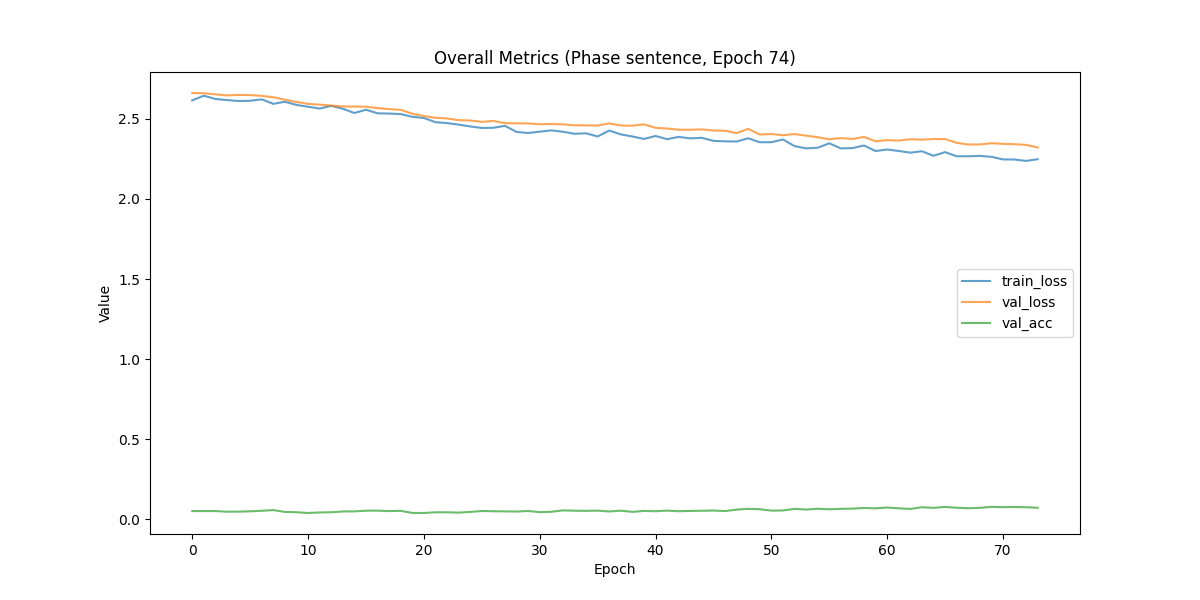 Overall Metrics (Phase sentence, Epoch 74)
2.5
2.0
1.5
1.0
0.5
0.0
Value
train_loss
val_loss
val_acc
0 10 20 30 40 50 60 70
Epoch